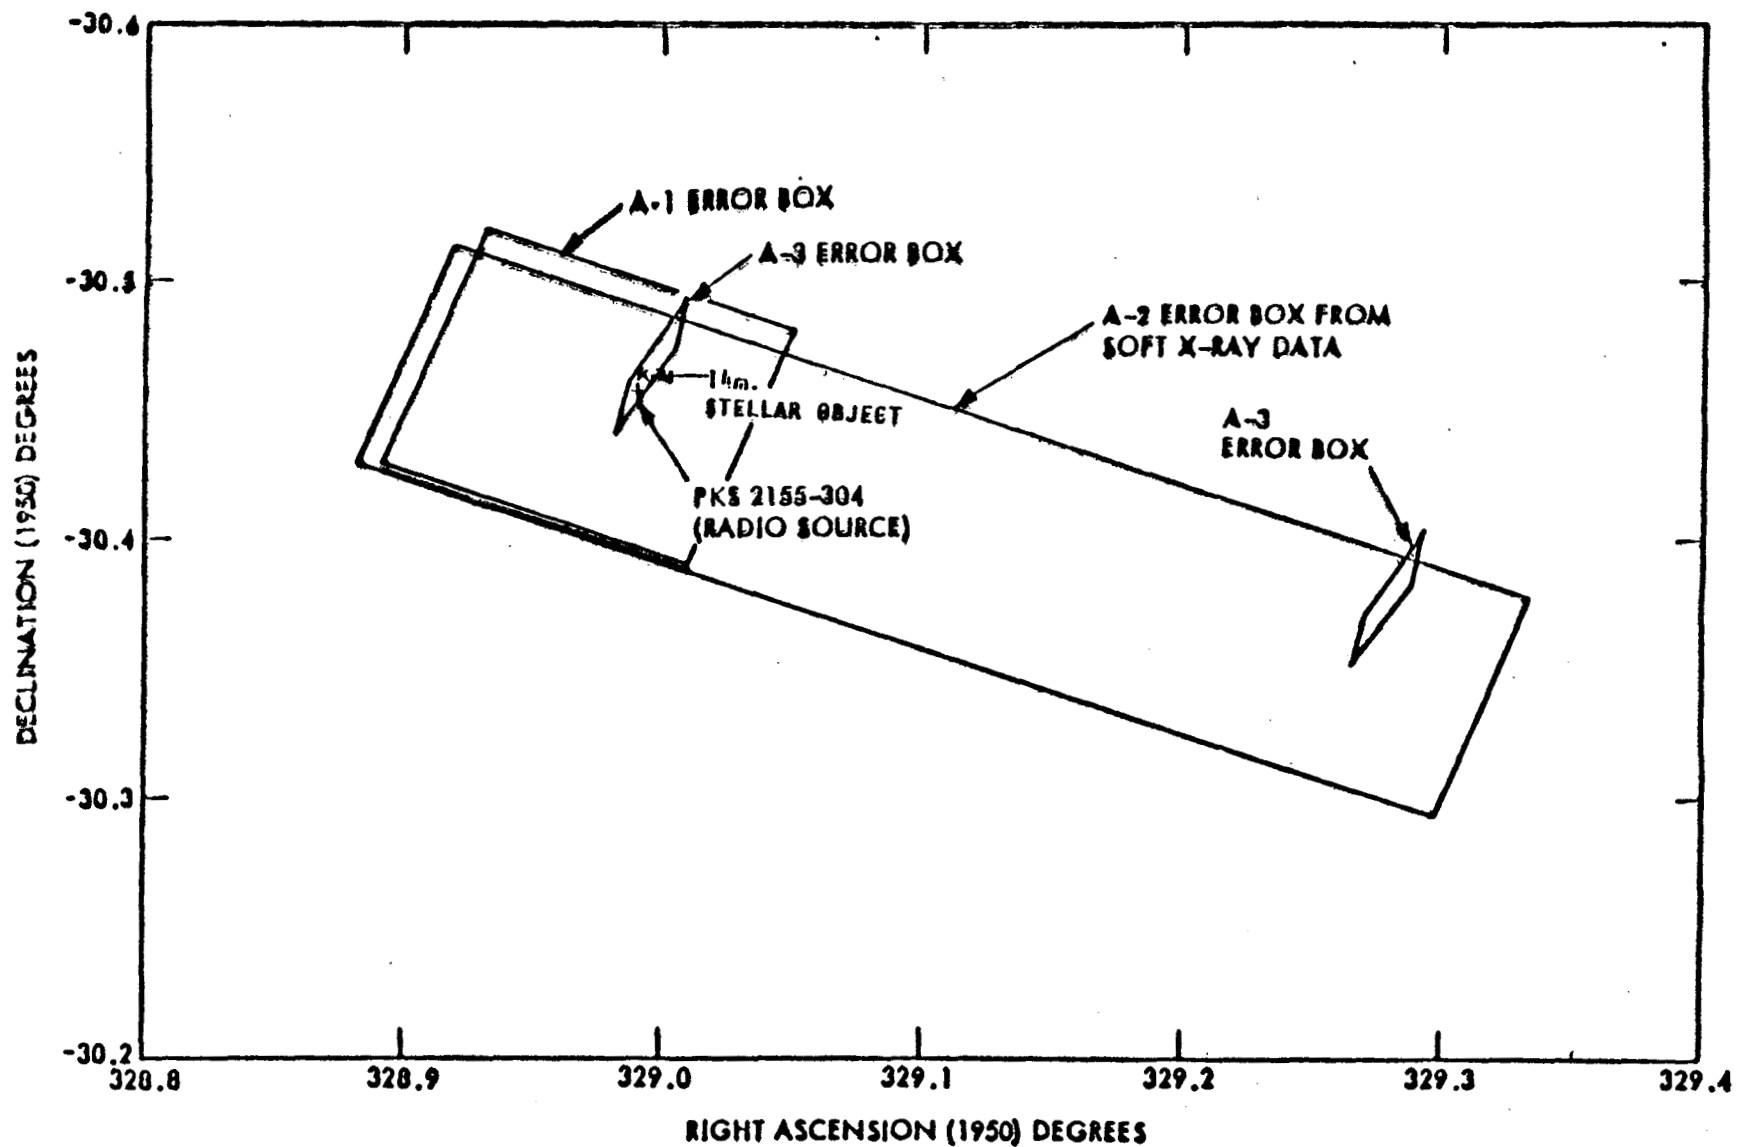 -30.6
A-1 ERROR BOX
A-3 ERROR BOX
-30.5
A-2 ERROR BOX FROM
SOFT X-RAY DATA
STELLAR OBJECT
A-3
ERROR BOX
PKS 2155-304
(RADIO SOURCE)
-30.4
-30.3
-30.2
DECLINATION (1950) DEGREES
328.8 328.9 329.0 329.1 329.2 329.3 329.4
RIGHT ASCENSION (1950) DEGREES